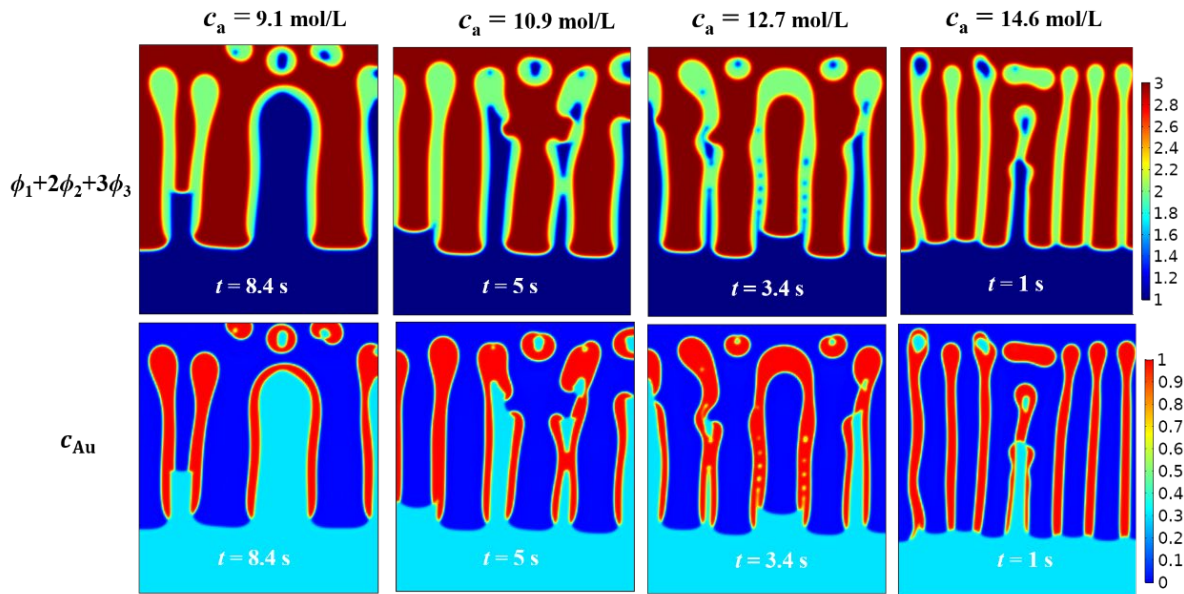 c_a = 9.1 mol/L
c_a = 10.9 mol/L
c_a = 12.7 mol/L
c_a = 14.6 mol/L
ϕ_1+2ϕ_2+3ϕ_3
t = 8.4 s
t = 5 s
t = 3.4 s
t = 1 s
3
2.8
2.6
2.4
2.2
2
1.8
1.6
1.4
1.2
1
c_Au
t = 8.4 s
t = 5 s
t = 3.4 s
t = 1 s
1
0.9
0.8
0.7
0.6
0.5
0.4
0.3
0.2
0.1
0